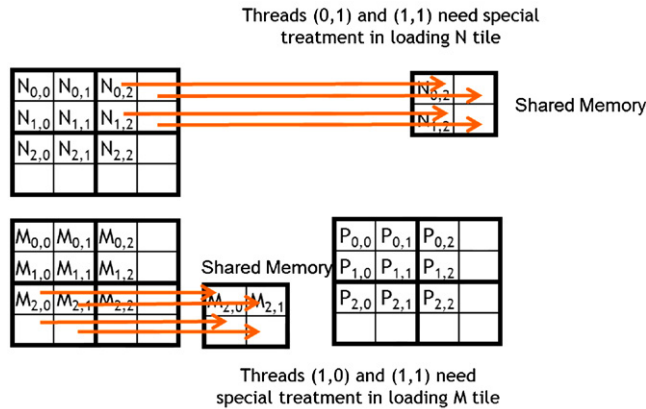 Threads (0,1) and (1,1) need special
treatment in loading N tile
N0,0 N0,1 N0,2
N1,0 N1,1 N1,2
N2,0 N2,1 N2,2
N0,2
N1,2
Shared Memory
M0,0 M0,1 M0,2
M1,0 M1,1 M1,2
M2,0 M2,1 M2,2
Shared Memory
M2,0 M2,1
P0,0 P0,1 P0,2
P1,0 P1,1 P1,2
P2,0 P2,1 P2,2
Threads (1,0) and (1,1) need
special treatment in loading M tile